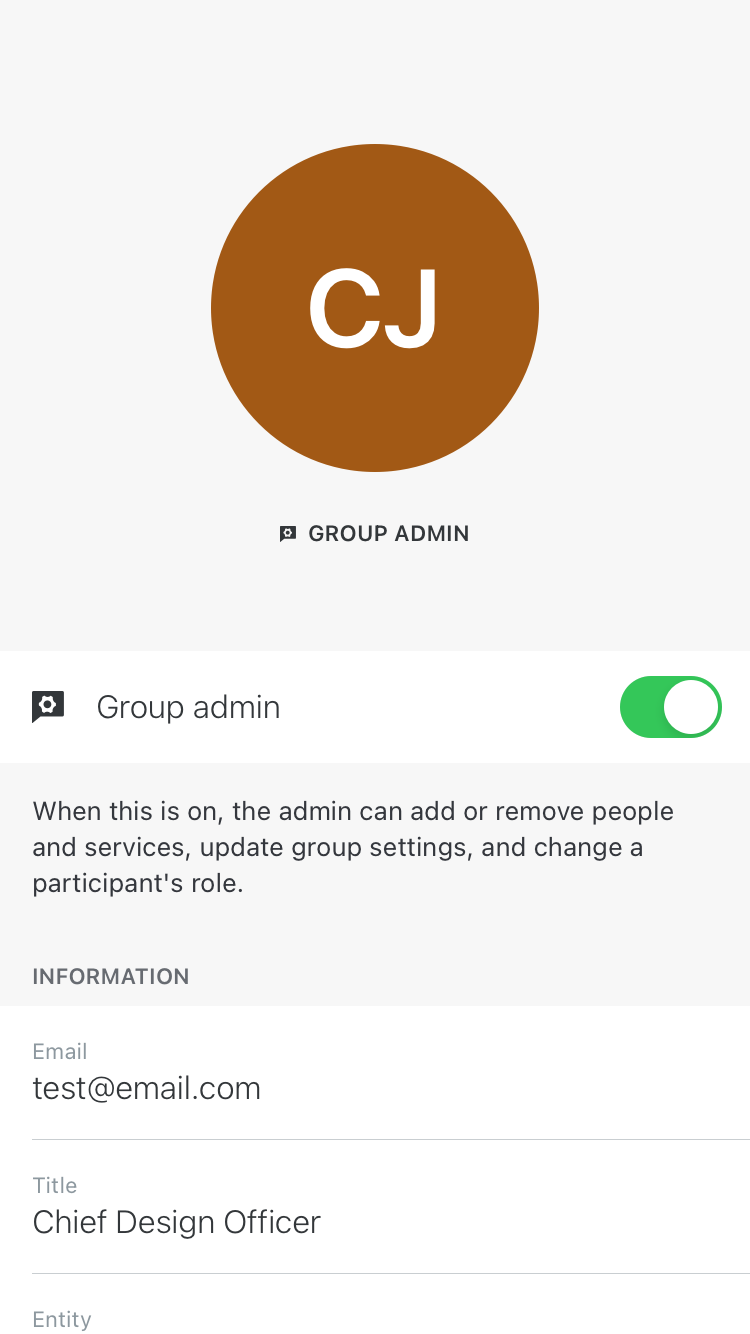 CJ
GROUP ADMIN
Group admin
When this is on, the admin can add or remove people
and services, update group settings, and change a
participant's role.
INFORMATION
Email
test@email.com
Title
Chief Design Officer
Entity